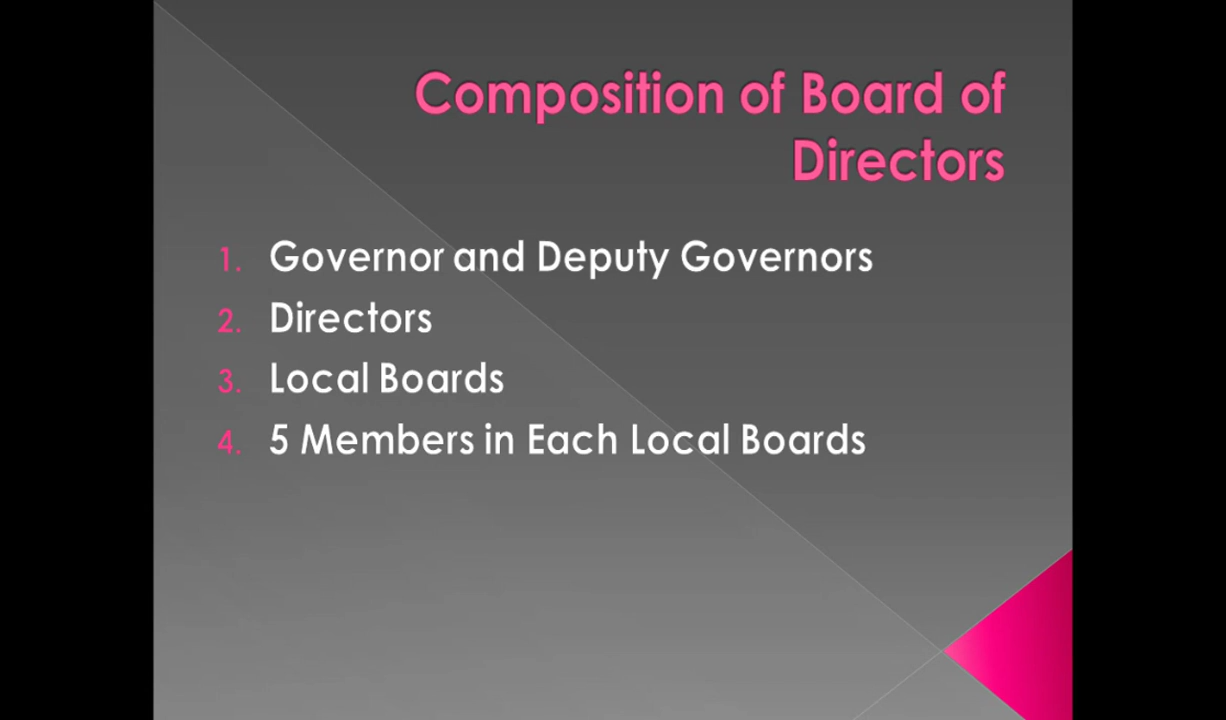 Composition of Board of
Directors
1. Governor and Deputy Governors
2. Directors
3. Local Boards
4. 5 Members in Each Local Boards